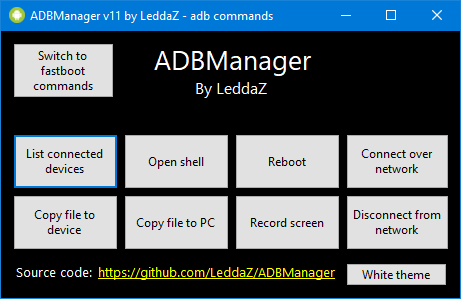 ADBManager v11 by LeddaZ - adb commands
Switch to
fastboot
commands
ADBManager
By LeddaZ
List connected
devices
Open shell
Reboot
Connect over
network
Copy file to
device
Copy file to PC
Record screen
Disconnect from
network
Source code: https://github.com/LeddaZ/ADBManager
White theme